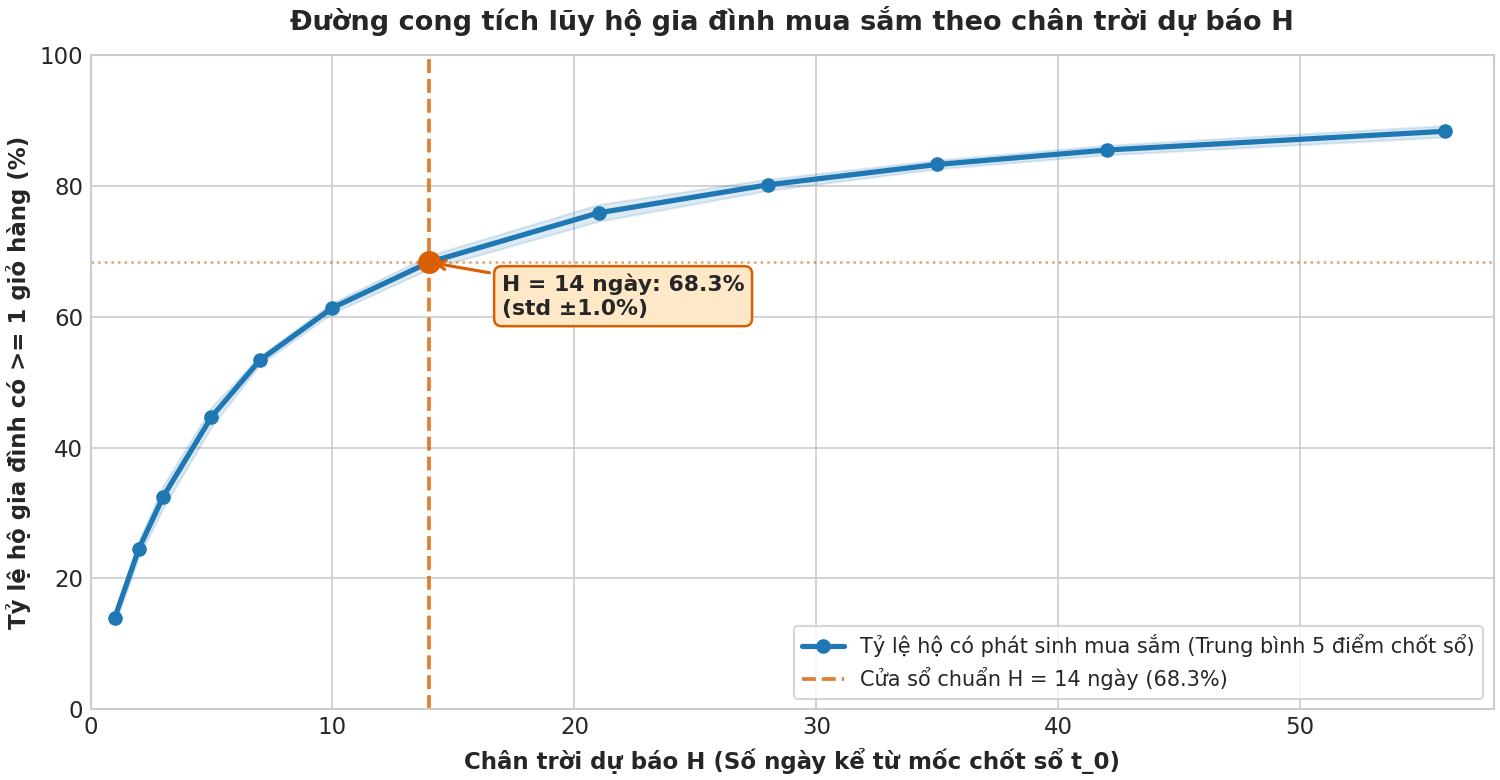 Đường cong tích lũy hộ gia đình mua sắm theo chân trời dự báo H
Tỷ lệ hộ gia đình có >= 1 giỏ hàng (%)
100
80
60
40
20
0
H = 14 ngày: 68.3%
(std ±1.0%)
Tỷ lệ hộ có phát sinh mua sắm (Trung bình 5 điểm chốt sổ)
Cửa sổ chuẩn H = 14 ngày (68.3%)
0
10
20
30
40
50
Chân trời dự báo H (Số ngày kể từ mốc chốt sổ t_0)